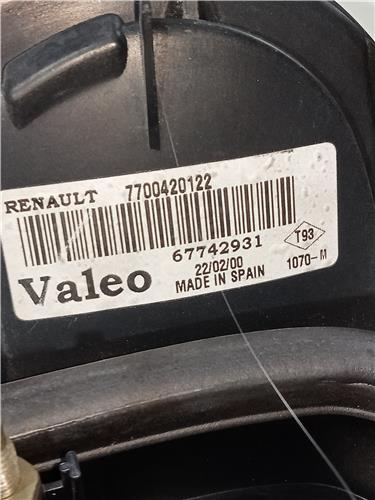 RENAULT 7700420122
67742931 T93
Valeo 22/02/00 1070-M
MADE IN SPAIN